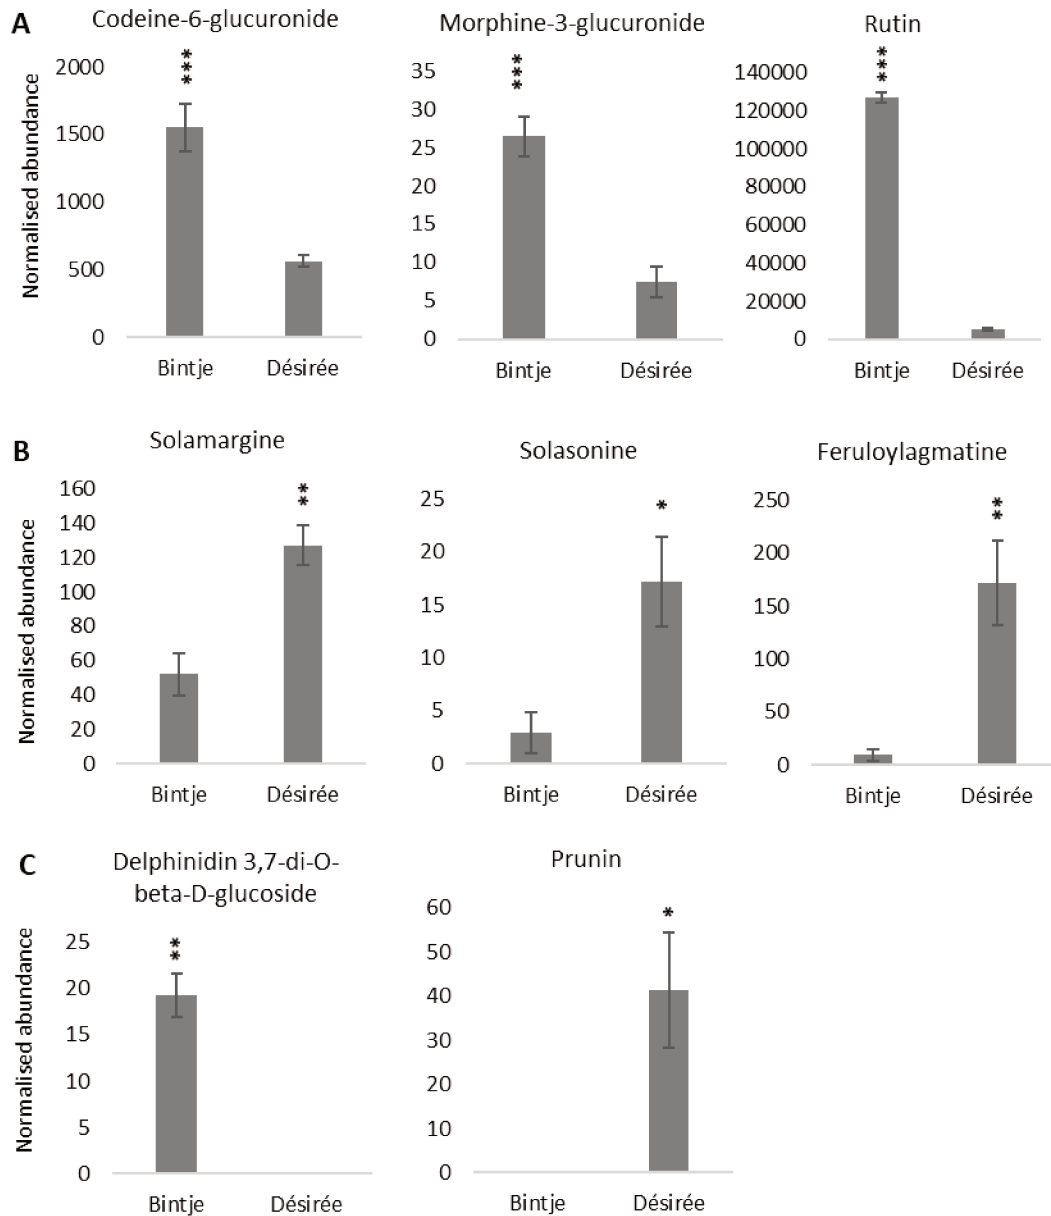 A
Codeine-6-glucuronide
Normalised abundance
2000
1500
1000
500
0
***
Bintje Désirée
Morphine-3-glucuronide
35
30
25
20
15
10
5
0
***
Bintje Désirée
Rutin
140000
120000
100000
80000
60000
40000
20000
0
***
Bintje Désirée
B
Solamargine
Normalised abundance
160
140
120
100
80
60
40
20
0
**
Bintje Désirée
Solasonine
25
20
15
10
5
0
*
Bintje Désirée
Feruloylagmatine
250
200
150
100
50
0
**
Bintje Désirée
C
Delphinidin 3,7-di-O-
beta-D-glucoside
Normalised abundance
25
20
15
10
5
0
**
Bintje Désirée
Prunin
60
50
40
30
20
10
0
*
Bintje Désirée